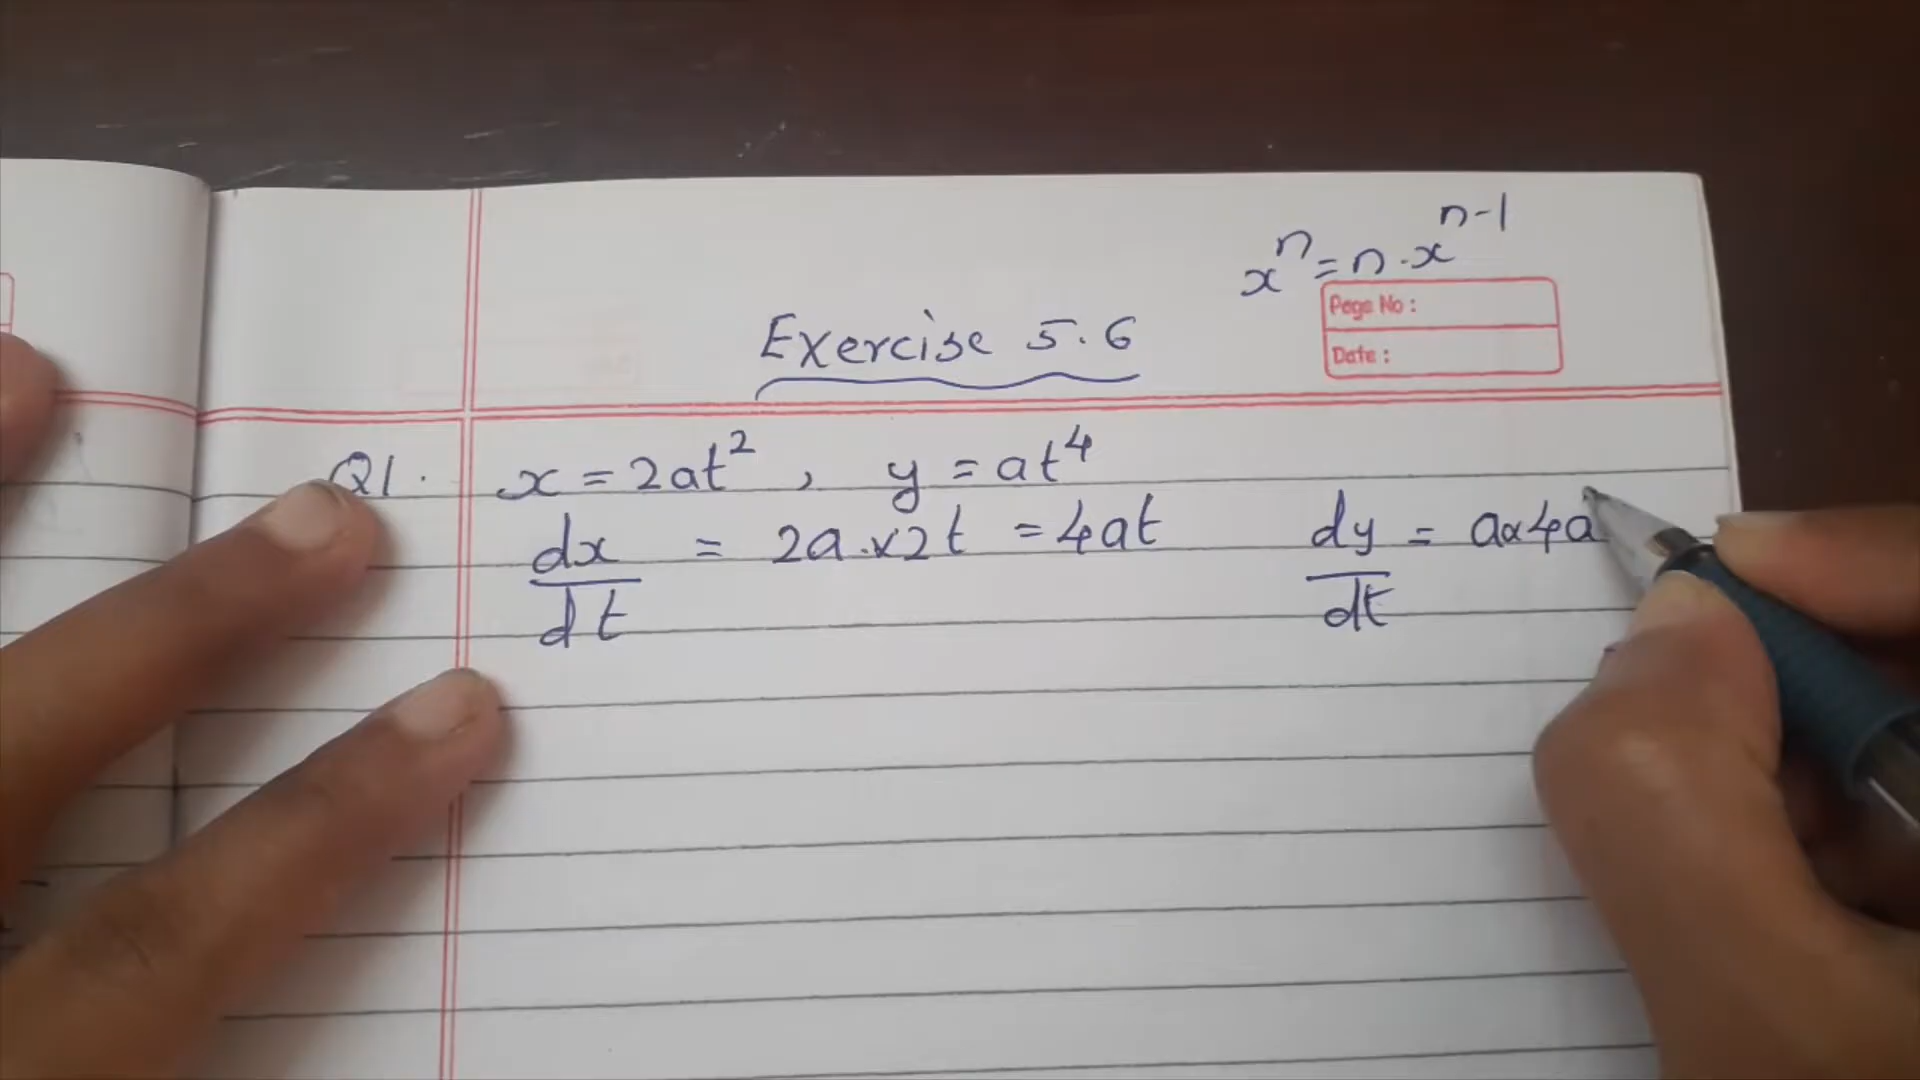 xⁿ = n · xⁿ⁻¹
Page No :
Exercise 5.6
Date :
Q1. x = 2at², y = at⁴
dx/dt = 2a · x2t = 4at dy/dt = a x 4a